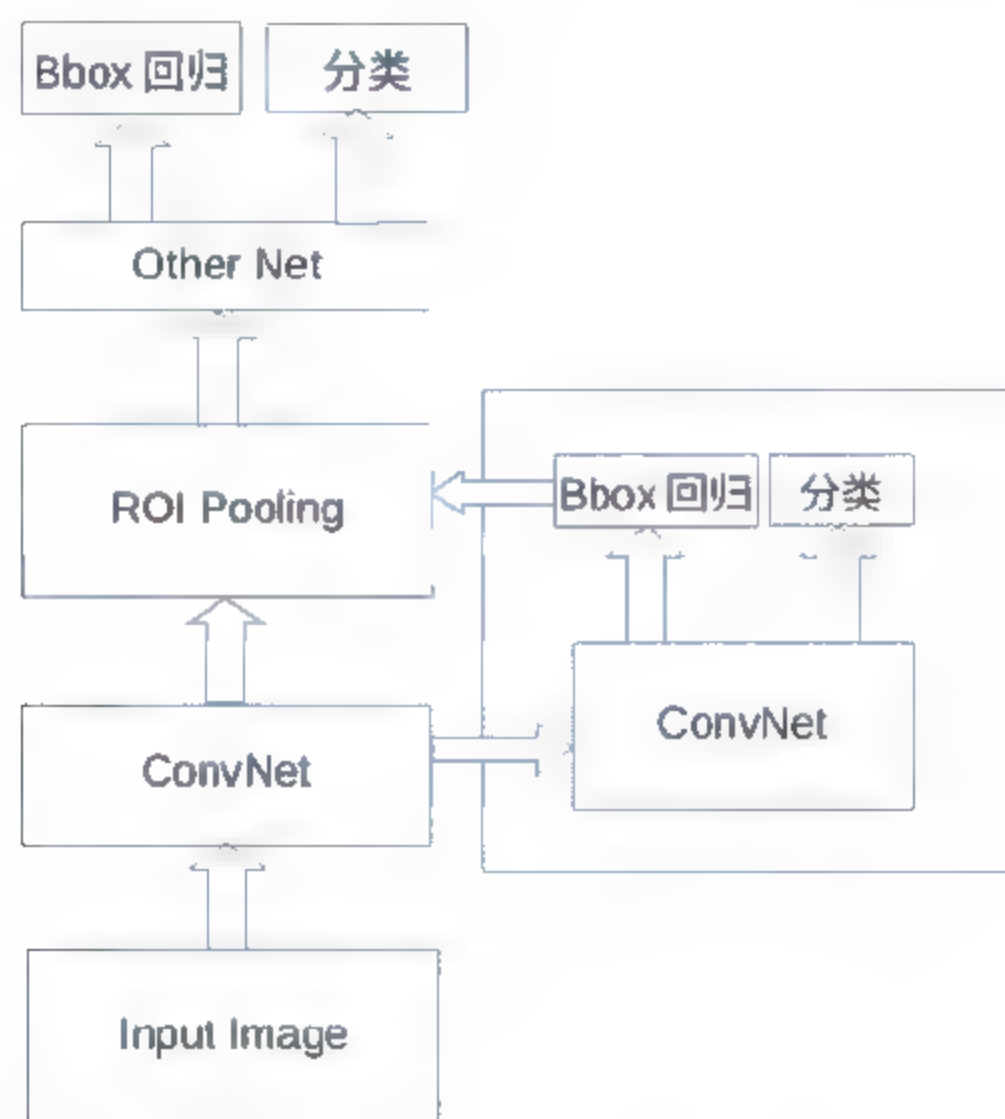 Bbox 回归
分类
Other Net
ROI Pooling
Bbox 回归
分类
ConvNet
ConvNet
Input Image